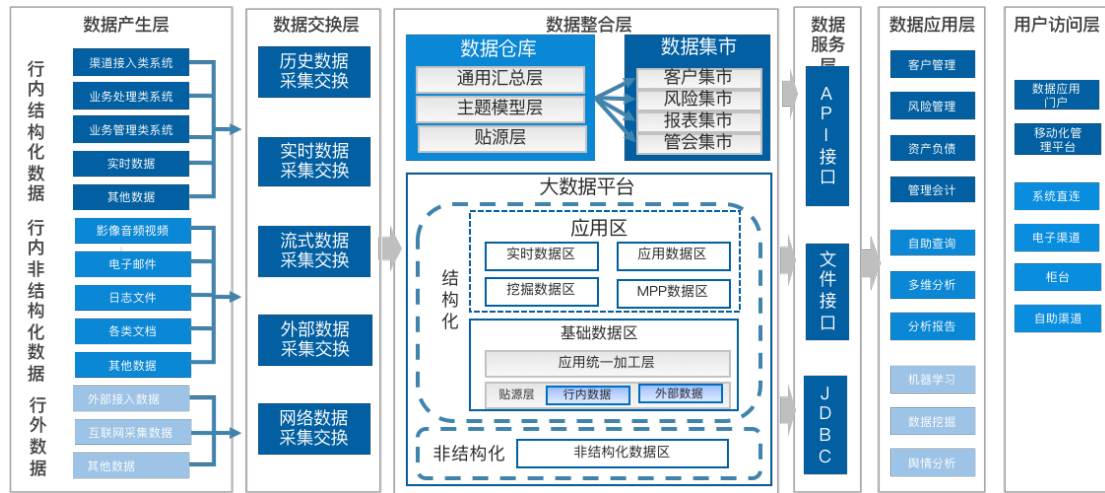 数据产生层
行内结构化数据
渠道接入类系统
业务处理类系统
业务管理类系统
实时数据
其他数据
行内非结构化数据
影像音频视频
电子邮件
日志文件
各类文档
其他数据
行外数据
外部接入数据
互联网采集数据
其他数据
数据交换层
历史数据
采集交换
实时数据
采集交换
流式数据
采集交换
外部数据
采集交换
网络数据
采集交换
数据整合层
数据仓库
通用汇总层
主题模型层
贴源层
数据集市
客户集市
风险集市
报表集市
管会集市
大数据平台
结构化
应用区
实时数据区
应用数据区
挖掘数据区
MPP数据区
基础数据区
应用统一加工层
贴源层
行内数据
外部数据
非结构化
非结构化数据区
数据
服务
层
API接口
文件接口
JDBC
数据应用层
客户管理
风险管理
资产负债
管理会计
自助查询
多维分析
分析报告
机器学习
数据挖掘
舆情分析
用户访问层
数据应用
门户
移动化管
理平台
系统直连
电子渠道
柜台
自助渠道